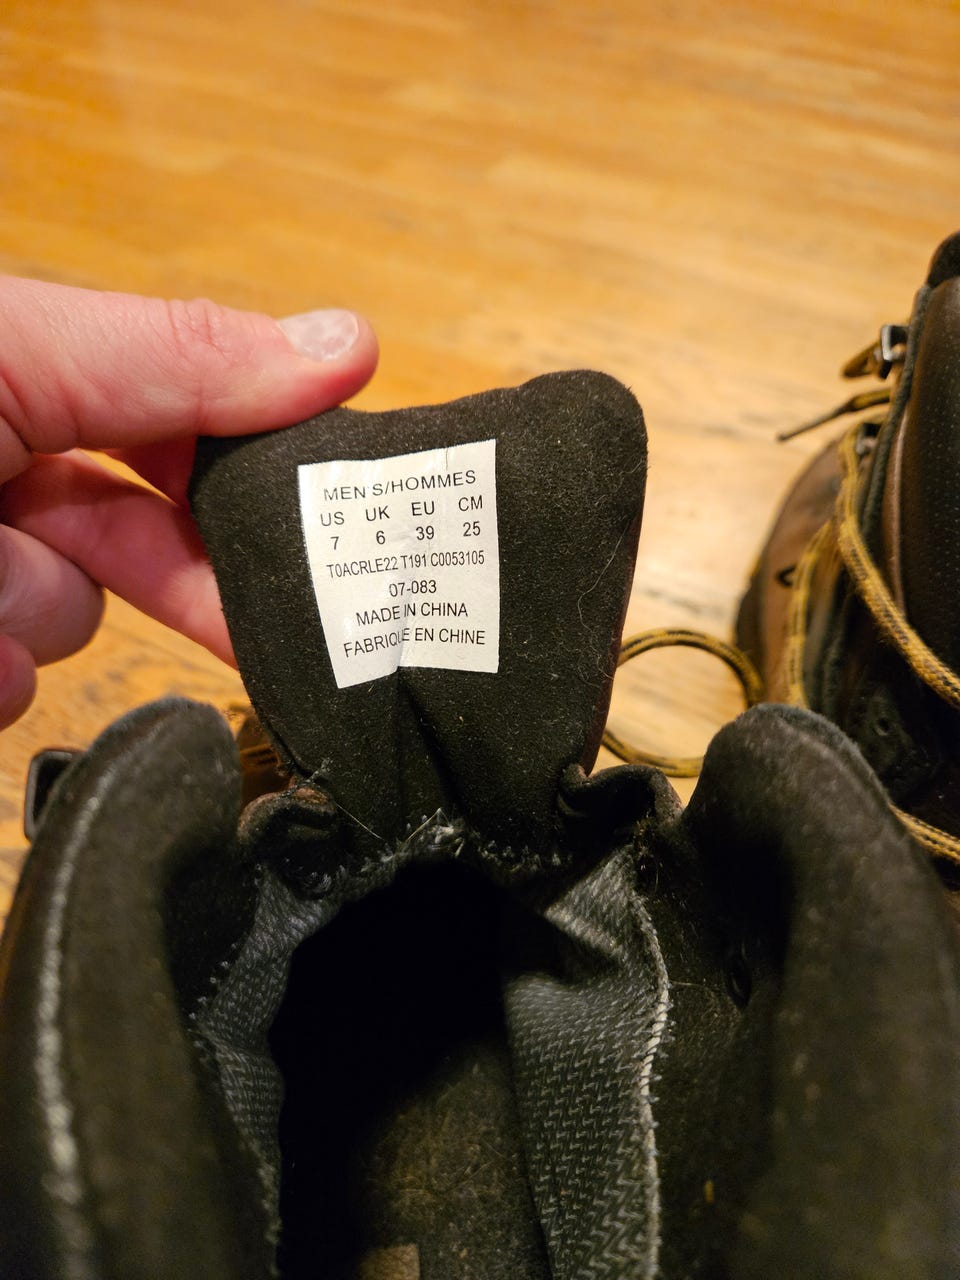 MEN'S/HOMMES
US UK EU CM
7 6 39 25
T0ACRLE22 T191 C0053105
07-083
MADE IN CHINA
FABRIQUE EN CHINE